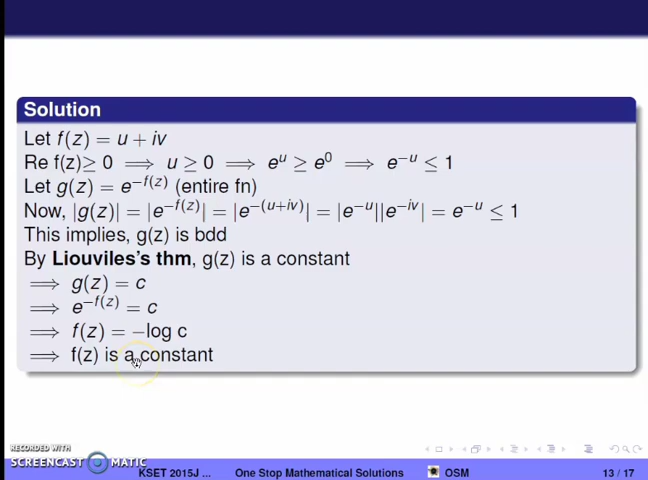 Solution
Let f(z) = u + iv
Re f(z)≥ 0 ⟹ u ≥ 0 ⟹ e^u ≥ e^0 ⟹ e^{−u} ≤ 1
Let g(z) = e^{−f(z)} (entire fn)
Now, |g(z)| = |e^{−f(z)}| = |e^{−(u+iv)}| = |e^{−u}||e^{−iv}| = e^{−u} ≤ 1
This implies, g(z) is bdd
By Liouviles's thm, g(z) is a constant
⟹ g(z) = c
⟹ e^{−f(z)} = c
⟹ f(z) = −log c
⟹ f(z) is a constant
RECORDED WITH
SCREENCAST MATIC
KSET 2015J ... One Stop Mathematical Solutions OSM 13 / 17